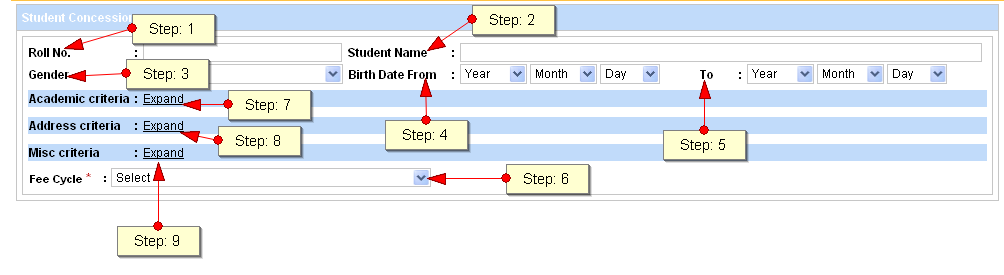 Student Concession
Step: 1
Step: 2
Roll No. :
Student Name :
Gender
Step: 3
Birth Date From : Year Month Day To : Year Month Day
Academic criteria : Expand
Step: 7
Address criteria : Expand
Step: 8
Step: 4
Step: 5
Misc criteria : Expand
Fee Cycle * : Select
Step: 6
Step: 9